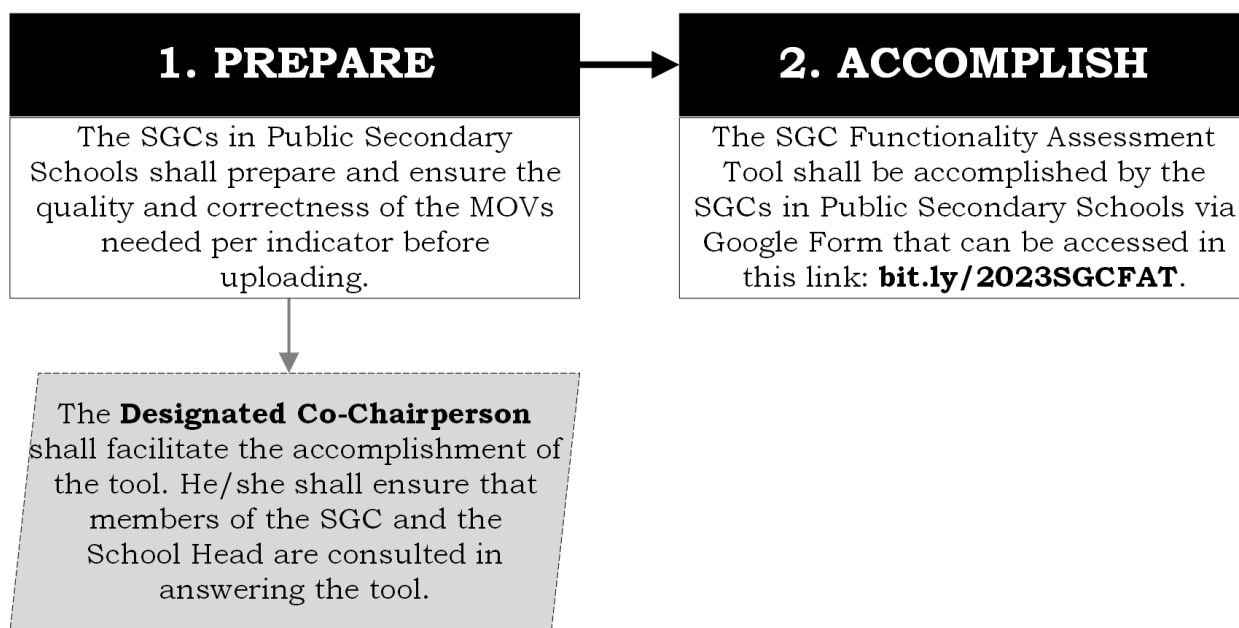 1. PREPARE
The SGCs in Public Secondary
Schools shall prepare and ensure the
quality and correctness of the MOVs
needed per indicator before
uploading.
2. ACCOMPLISH
The SGC Functionality Assessment
Tool shall be accomplished by the
SGCs in Public Secondary Schools via
Google Form that can be accessed in
this link: bit.ly/2023SGCFAT.
The Designated Co-Chairperson
shall facilitate the accomplishment of
the tool. He/she shall ensure that
members of the SGC and the
School Head are consulted in
answering the tool.